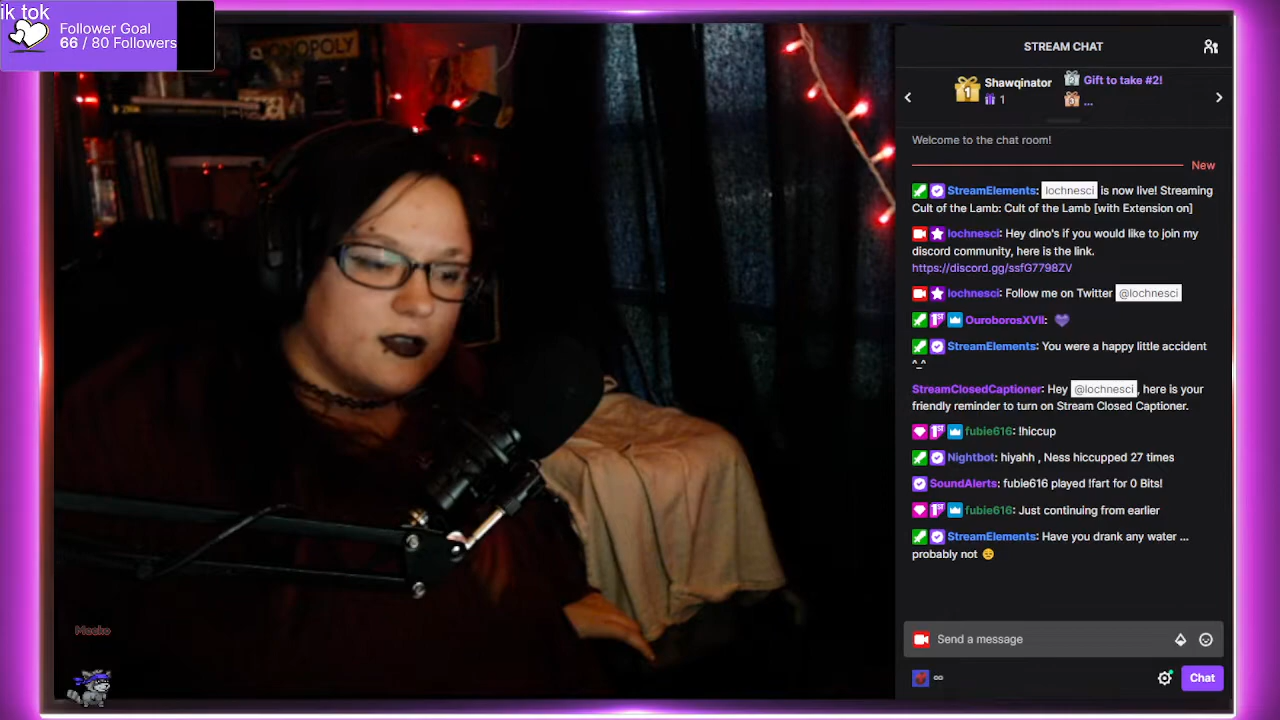 ik tok
Follower Goal
66 / 80 Followers
MONOPOLY
STREAM CHAT
1
Shawqinator
1
2
Gift to take #2!
3
...
Welcome to the chat room!
New
StreamElements: lochnesci is now live! Streaming
Cult of the Lamb: Cult of the Lamb [with Extension on]
lochnesci: Hey dino's if you would like to join my
discord community, here is the link.
https://discord.gg/ssfG7798ZV
lochnesci: Follow me on Twitter @lochnesci
OuroborosXVII:
StreamElements: You were a happy little accident
^_^
StreamClosedCaptioner: Hey @lochnesci, here is your
friendly reminder to turn on Stream Closed Captioner.
fubie616: !hiccup
Nightbot: hiyahh , Ness hiccupped 27 times
SoundAlerts: fubie616 played !fart for 0 Bits!
fubie616: Just continuing from earlier
StreamElements: Have you drank any water ...
probably not 😔
Send a message
Chat
Meeko